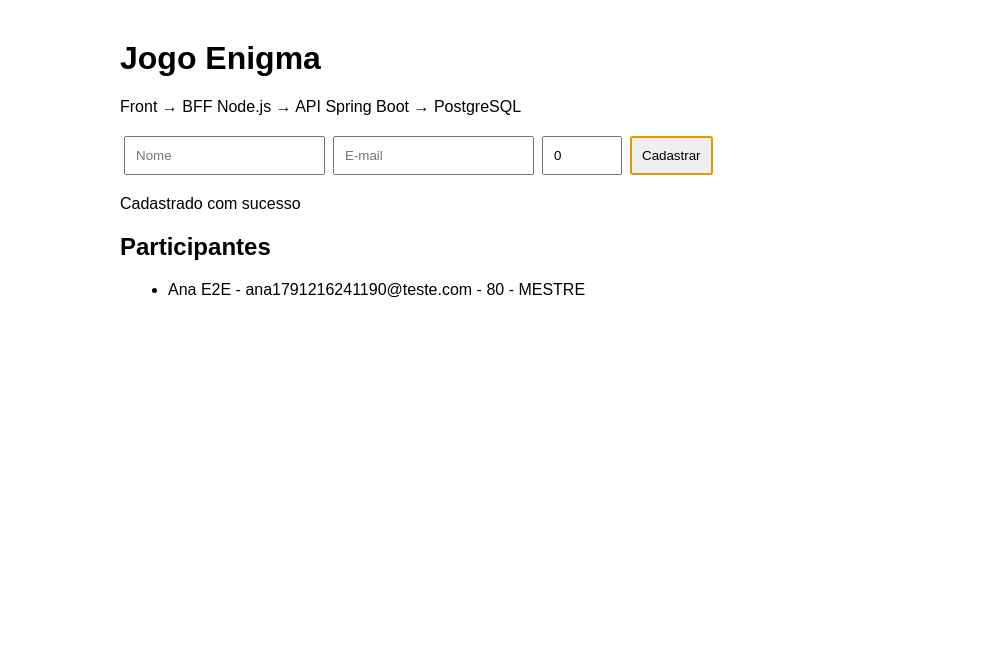 Jogo Enigma
Front → BFF Node.js → API Spring Boot → PostgreSQL
Nome E-mail 0 Cadastrar
Cadastrado com sucesso
Participantes
• Ana E2E - ana1791216241190@teste.com - 80 - MESTRE